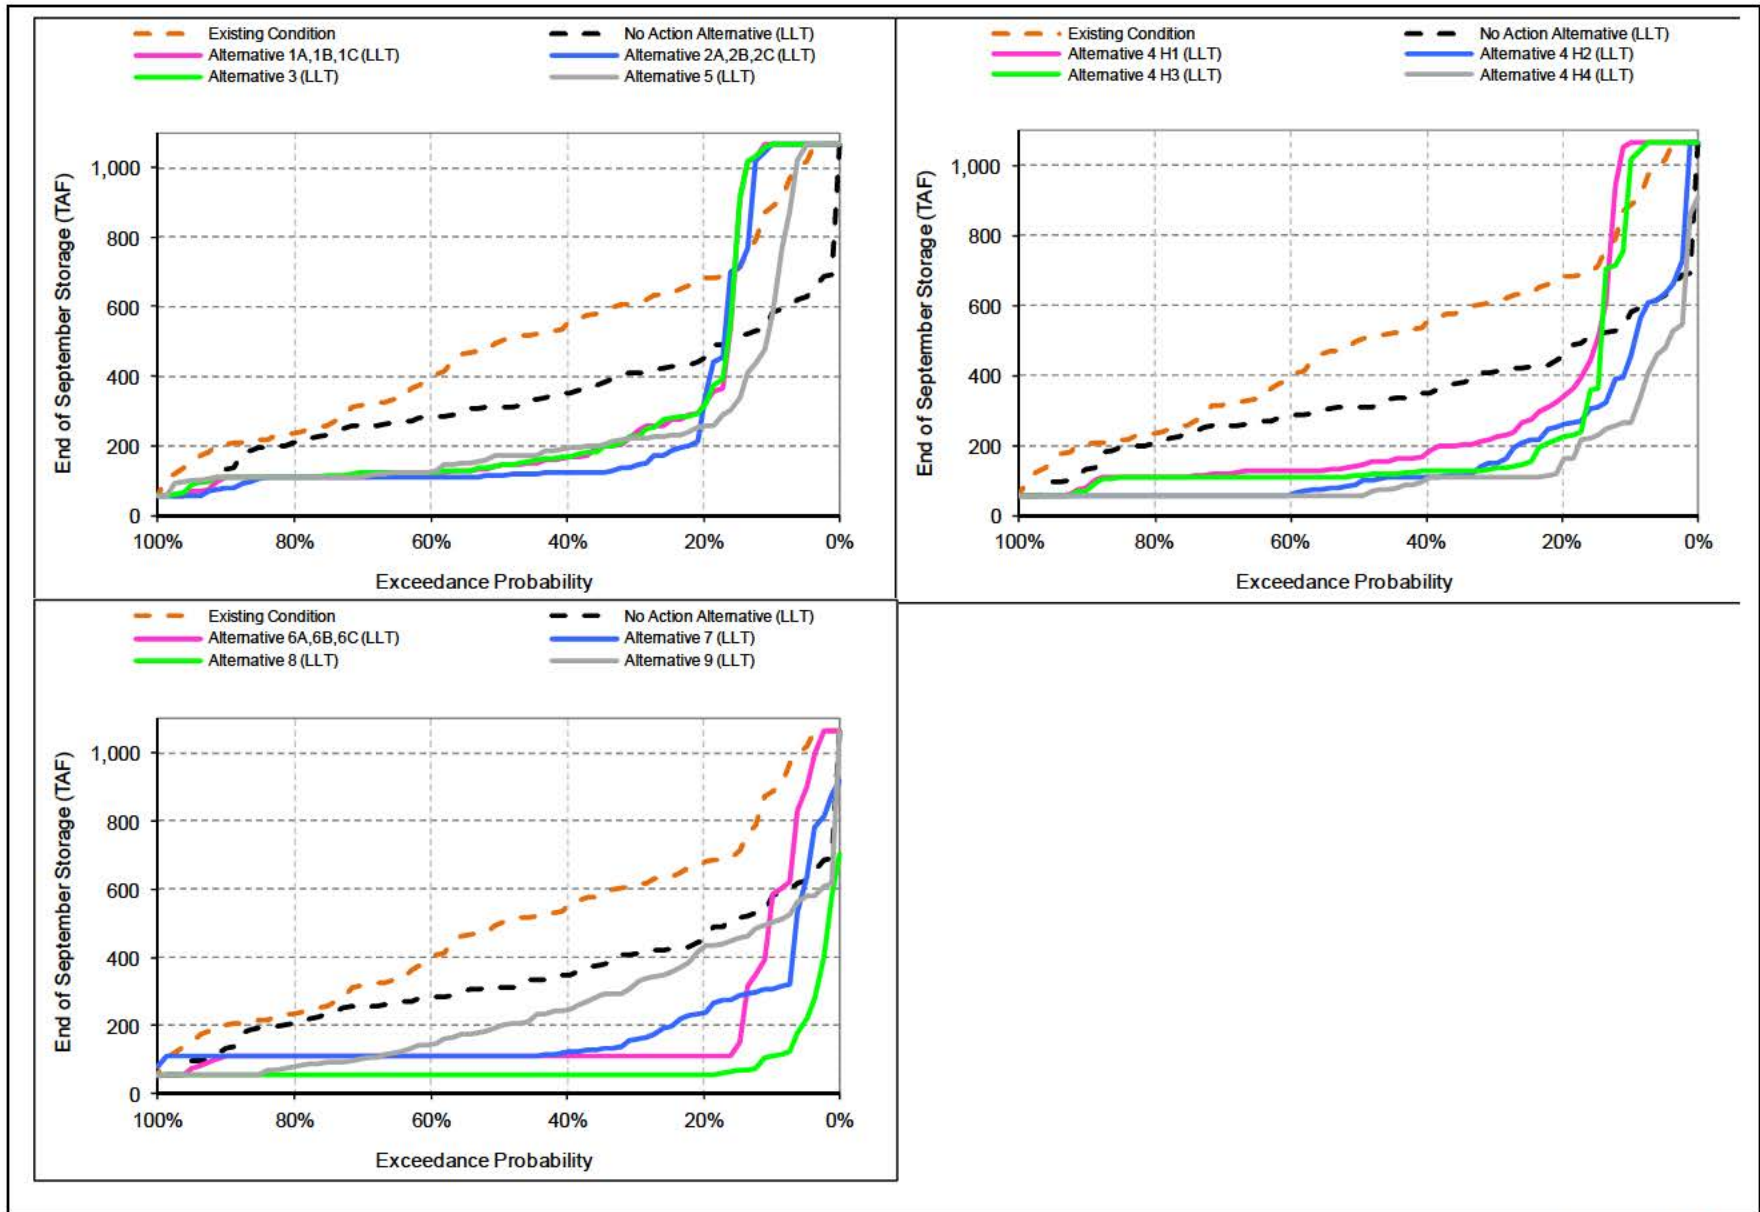 Existing Condition No Action Alternative (LLT)
Alternative 1A,1B,1C (LLT) Alternative 2A,2B,2C (LLT)
Alternative 3 (LLT) Alternative 5 (LLT)
End of September Storage (TAF)
1,000
800
600
400
200
0
100% 80% 60% 40% 20% 0%
Exceedance Probability
Existing Condition No Action Alternative (LLT)
Alternative 4 H1 (LLT) Alternative 4 H2 (LLT)
Alternative 4 H3 (LLT) Alternative 4 H4 (LLT)
End of September Storage (TAF)
1,000
800
600
400
200
0
100% 80% 60% 40% 20% 0%
Exceedance Probability
Existing Condition No Action Alternative (LLT)
Alternative 6A,6B,6C (LLT) Alternative 7 (LLT)
Alternative 8 (LLT) Alternative 9 (LLT)
End of September Storage (TAF)
1,000
800
600
400
200
0
100% 80% 60% 40% 20% 0%
Exceedance Probability